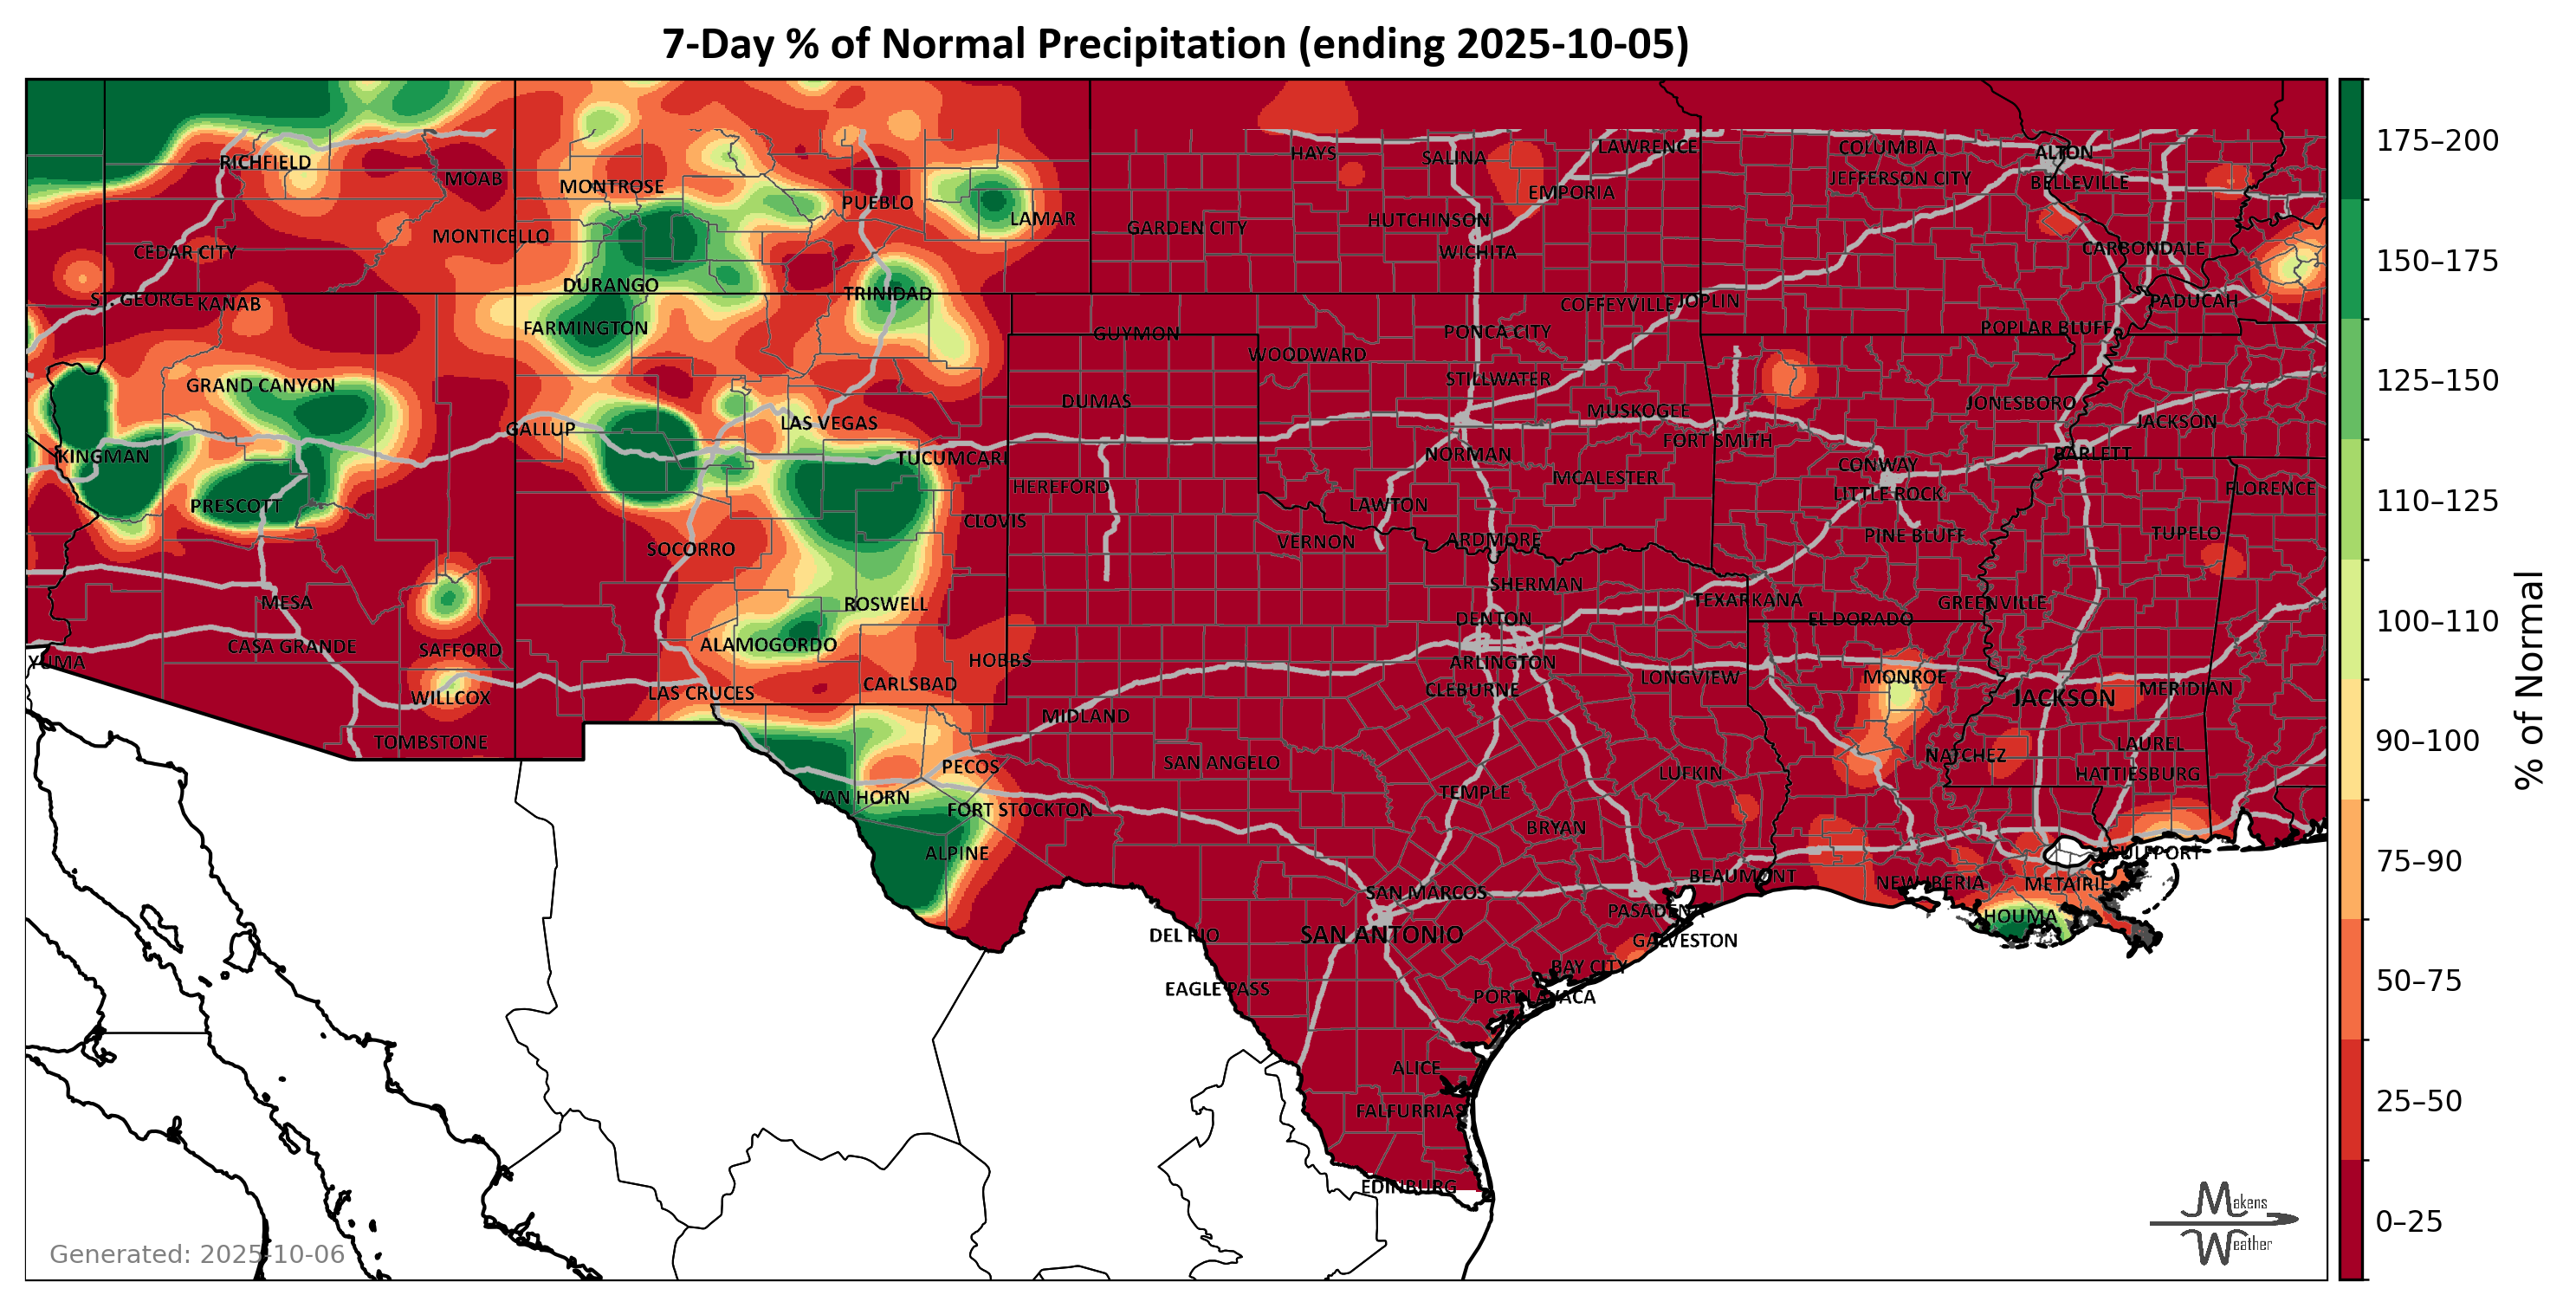 7-Day % of Normal Precipitation (ending 2025-10-05)
RICHFIELD
MOAB
MONTROSE
PUEBLO
LAMAR
HAYS
SALINA
LAWRENCE
EMPORIA
COLUMBIA
ALTON
JEFFERSON CITY
BELLEVILLE
CEDAR CITY
MONTICELLO
GARDEN CITY
HUTCHINSON
WICHITA
CARBONDALE
ST. GEORGE
KANAB
DURANGO
TRINIDAD
COFFEYVILLE
JOPLIN
PADUCAH
FARMINGTON
GUYMON
PONCA CITY
POPLAR BLUFF
WOODWARD
GRAND CANYON
STILLWATER
DUMAS
MUSKOGEE
JONESBORO
JACKSON
GALLUP
LAS VEGAS
FORT SMITH
KINGMAN
TUCUMCARI
NORMAN
CONWAY
BARLETT
PRESCOTT
HEREFORD
LAWTON
MCALESTER
LITTLE ROCK
FLORENCE
CLOVIS
SOCORRO
VERNON
ARDMORE
PINE BLUFF
TUPELO
MESA
ROSWELL
SHERMAN
TEXARKANA
GREENVILLE
CASA GRANDE
SAFFORD
ALAMOGORDO
DENTON
EL DORADO
YUMA
HOBBS
ARLINGTON
WILLCOX
LAS CRUCES
CARLSBAD
CLEBURNE
LONGVIEW
MONROE
JACKSON
MERIDIAN
TOMBSTONE
MIDLAND
PECOS
SAN ANGELO
LUFKIN
NATCHEZ
LAUREL
VAN HORN
FORT STOCKTON
TEMPLE
HATTIESBURG
ALPINE
BRYAN
GULFPORT
SAN MARCOS
BEAUMONT
NEW IBERIA
METAIRIE
DEL RIO
SAN ANTONIO
PASADENA
GALVESTON
HOUMA
EAGLE PASS
BAY CITY
PORT LAVACA
ALICE
FALFURRIAS
EDINBURG
Generated: 2025-10-06
Makens
Weather
175–200
150–175
125–150
110–125
100–110
90–100
75–90
50–75
25–50
0–25
% of Normal